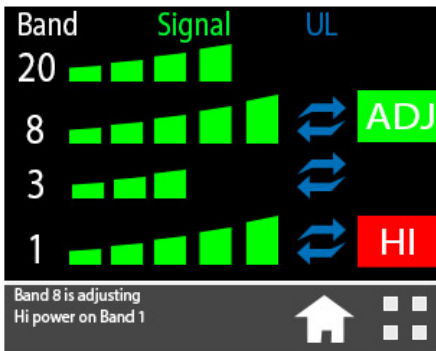 Band Signal UL
20
8 ADJ
3
1 HI
Band 8 is adjusting
Hi power on Band 1